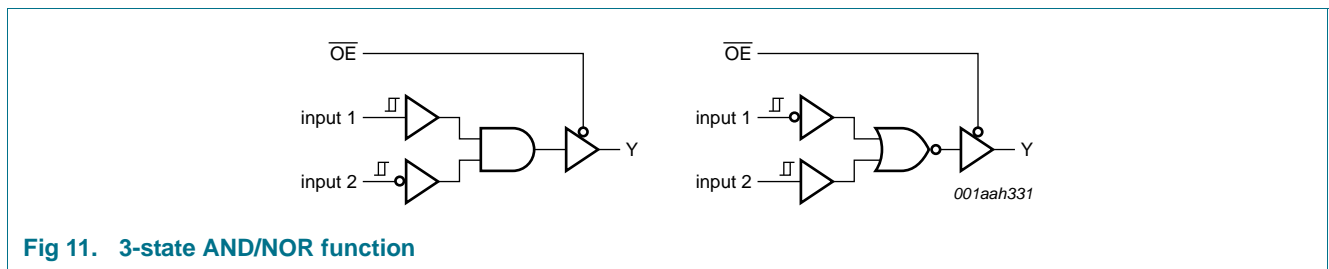 OE
input 1
input 2
Y
OE
input 1
input 2
Y
001aah331
Fig 11. 3-state AND/NOR function